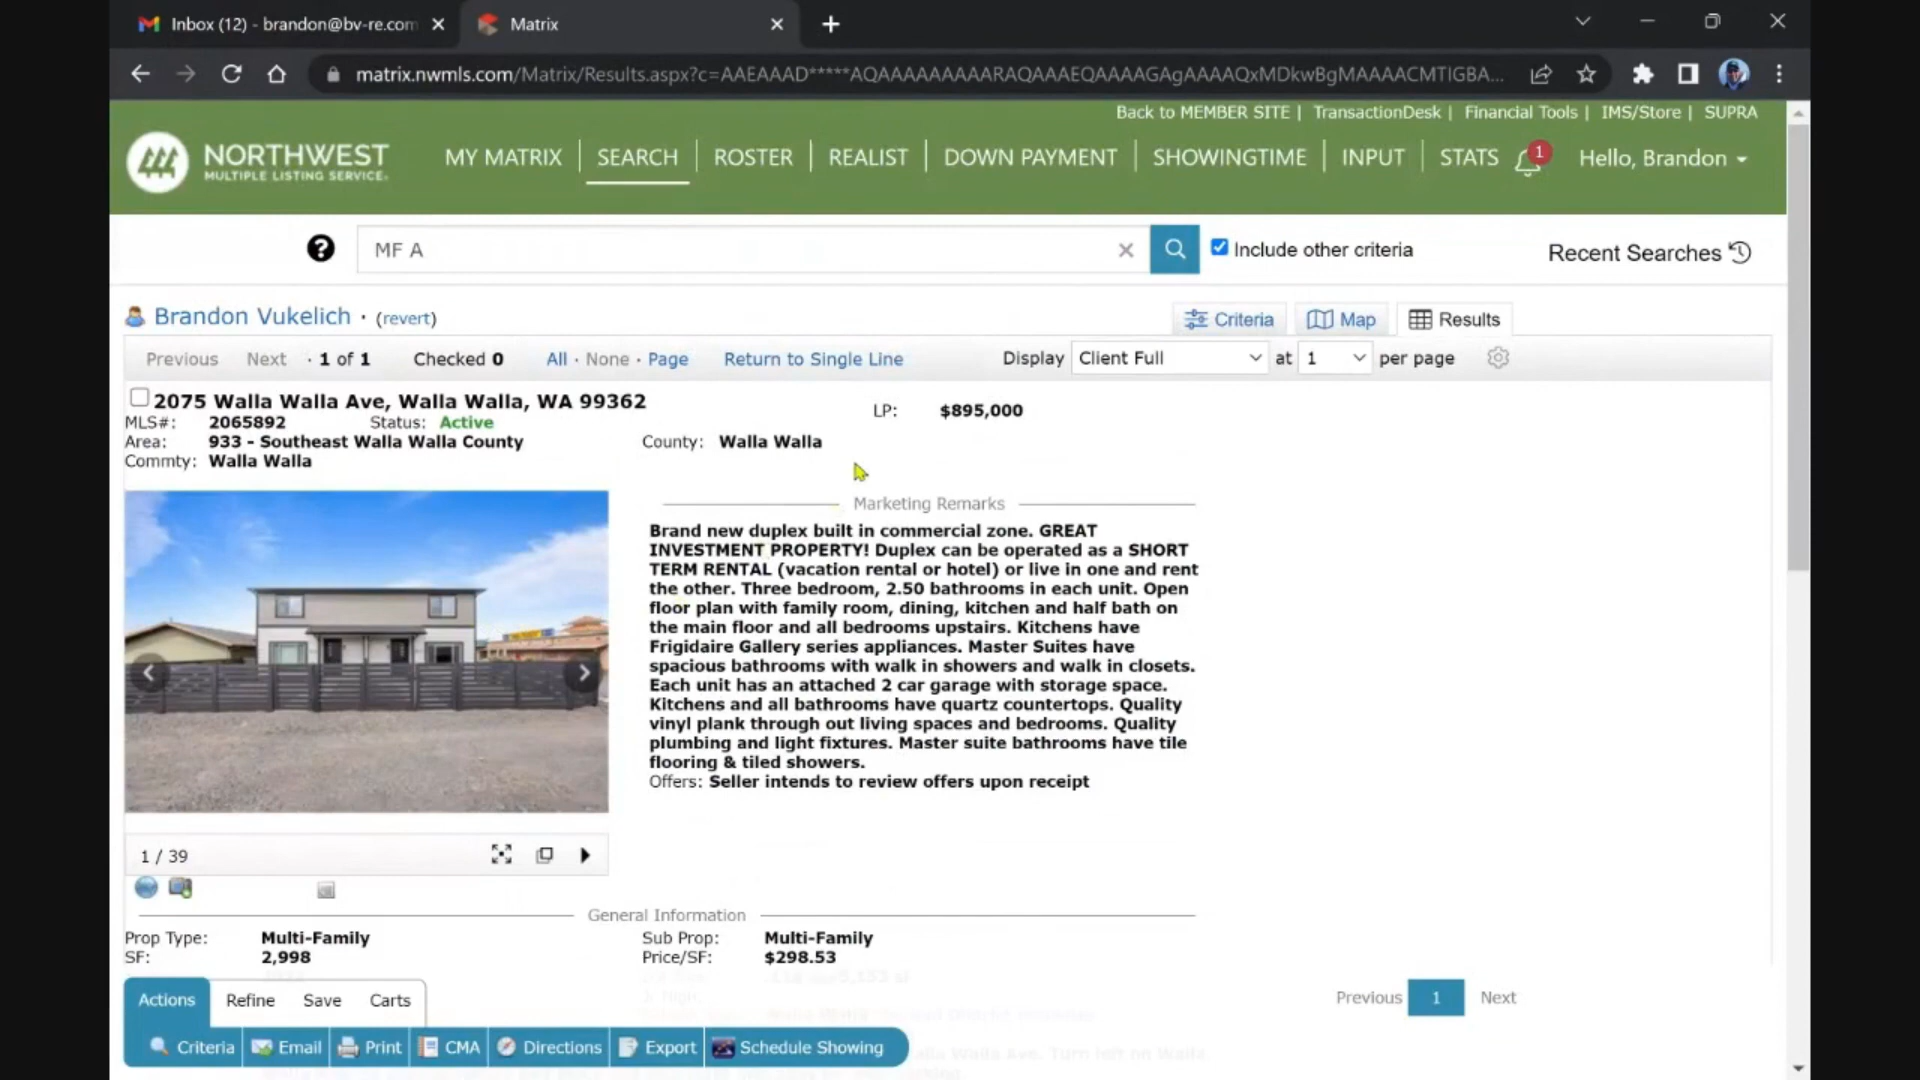 Inbox (12) - brandon@bv-re.com
Matrix
matrix.nwmls.com/Matrix/Results.aspx?c=AAEAAAD*****AQAAAAAAAAARAQAAAEQAAAAGAgAAAAQxMDkwBgMAAAACMTIGBA...
Back to MEMBER SITE | TransactionDesk | Financial Tools | IMS/Store | SUPRA
NORTHWEST
MULTIPLE LISTING SERVICE
MY MATRIX | SEARCH | ROSTER | REALIST | DOWN PAYMENT | SHOWINGTIME | INPUT | STATS 1 Hello, Brandon
? MF A Include other criteria Recent Searches
Brandon Vukelich · (revert) Criteria Map Results
Previous Next · 1 of 1 Checked 0 All · None · Page Return to Single Line Display Client Full at 1 per page
2075 Walla Walla Ave, Walla Walla, WA 99362 LP: $895,000
MLS#: 2065892 Status: Active
Area: 933 - Southeast Walla Walla County County: Walla Walla
Commty: Walla Walla
Marketing Remarks
Brand new duplex built in commercial zone. GREAT
INVESTMENT PROPERTY! Duplex can be operated as a SHORT
TERM RENTAL (vacation rental or hotel) or live in one and rent
the other. Three bedroom, 2.50 bathrooms in each unit. Open
floor plan with family room, dining, kitchen and half bath on
the main floor and all bedrooms upstairs. Kitchens have
Frigidaire Gallery series appliances. Master Suites have
spacious bathrooms with walk in showers and walk in closets.
Each unit has an attached 2 car garage with storage space.
Kitchens and all bathrooms have quartz countertops. Quality
vinyl plank through out living spaces and bedrooms. Quality
plumbing and light fixtures. Master suite bathrooms have tile
flooring & tiled showers.
Offers: Seller intends to review offers upon receipt
1 / 39
General Information
Prop Type: Multi-Family Sub Prop: Multi-Family
SF: 2,998 Price/SF: $298.53
Actions Refine Save Carts Previous 1 Next
Criteria Email Print CMA Directions Export Schedule Showing